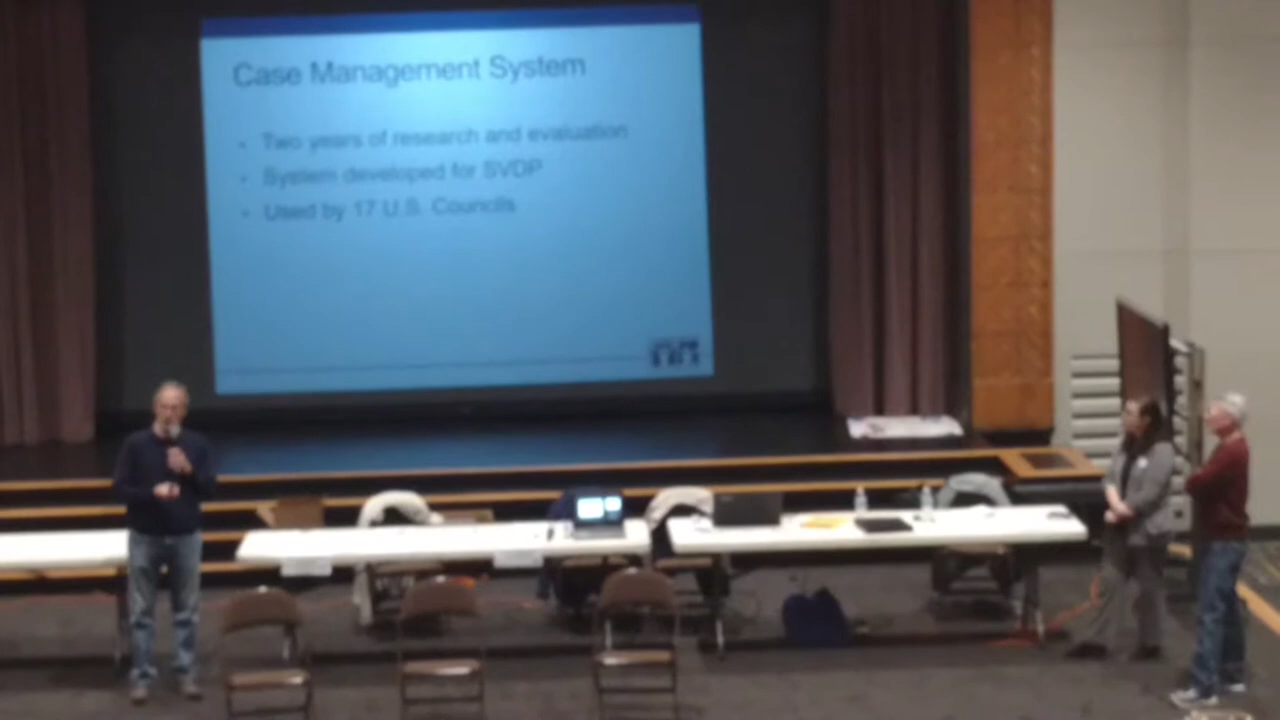 Case Management System
• Two years of research and evaluation
• System developed for SVDP
• Used by 17 U.S. Councils